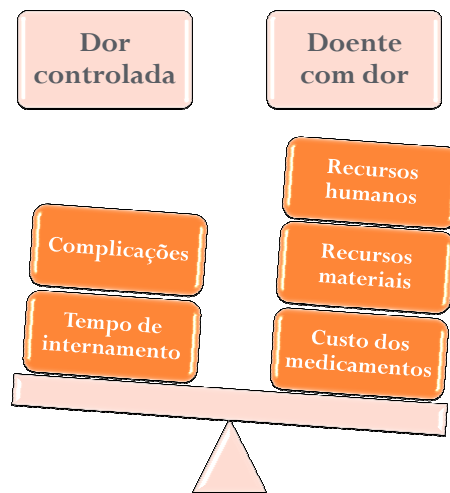 Dor
controlada
Doente
com dor
Complicações
Tempo de
internamento
Recursos
humanos
Recursos
materiais
Custo dos
medicamentos